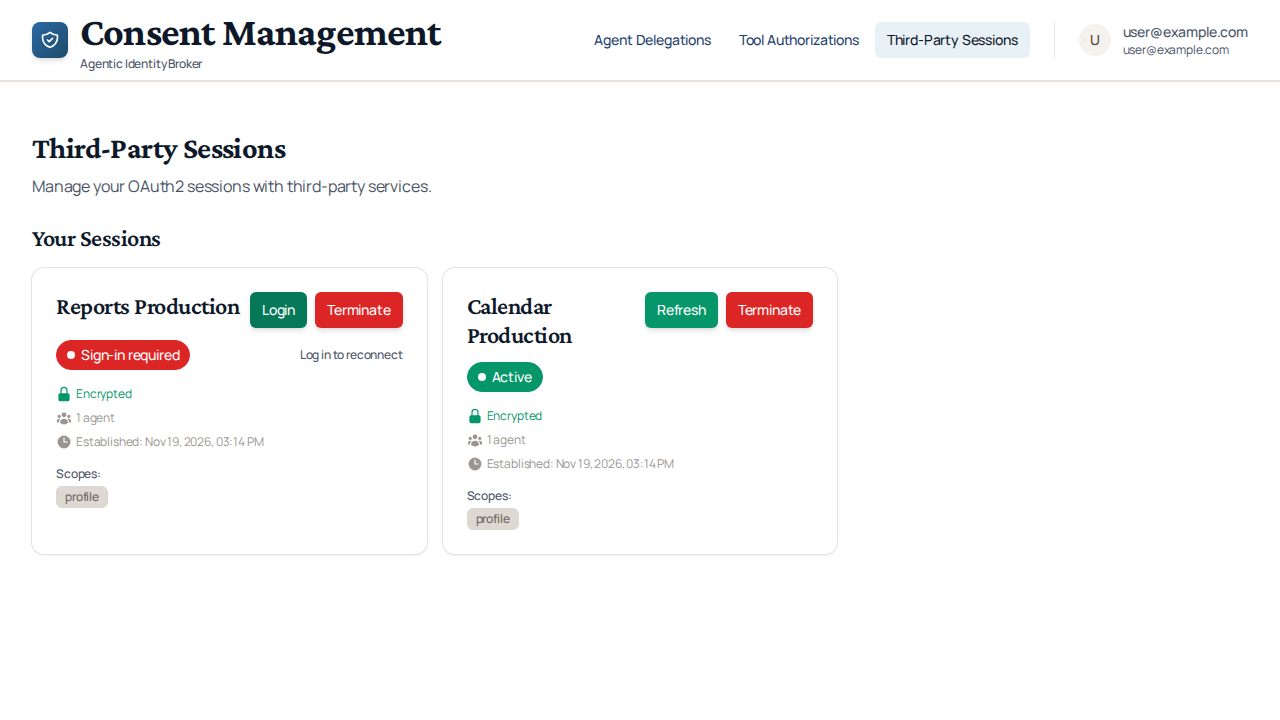 Consent Management
Agentic Identity Broker
Agent Delegations
Tool Authorizations
Third-Party Sessions
U
user@example.com
user@example.com
Third-Party Sessions
Manage your OAuth2 sessions with third-party services.
Your Sessions
Reports Production
Login
Terminate
Sign-in required
Log in to reconnect
Encrypted
1 agent
Established: Nov 19, 2026, 03:14 PM
Scopes:
profile
Calendar
Production
Refresh
Terminate
Active
Encrypted
1 agent
Established: Nov 19, 2026, 03:14 PM
Scopes:
profile